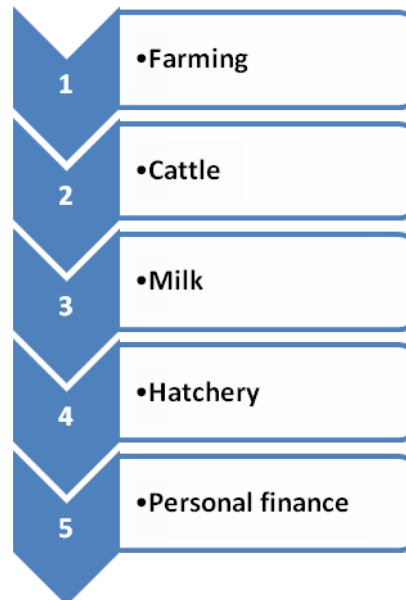 1
•Farming
2
•Cattle
3
•Milk
4
•Hatchery
5
•Personal finance